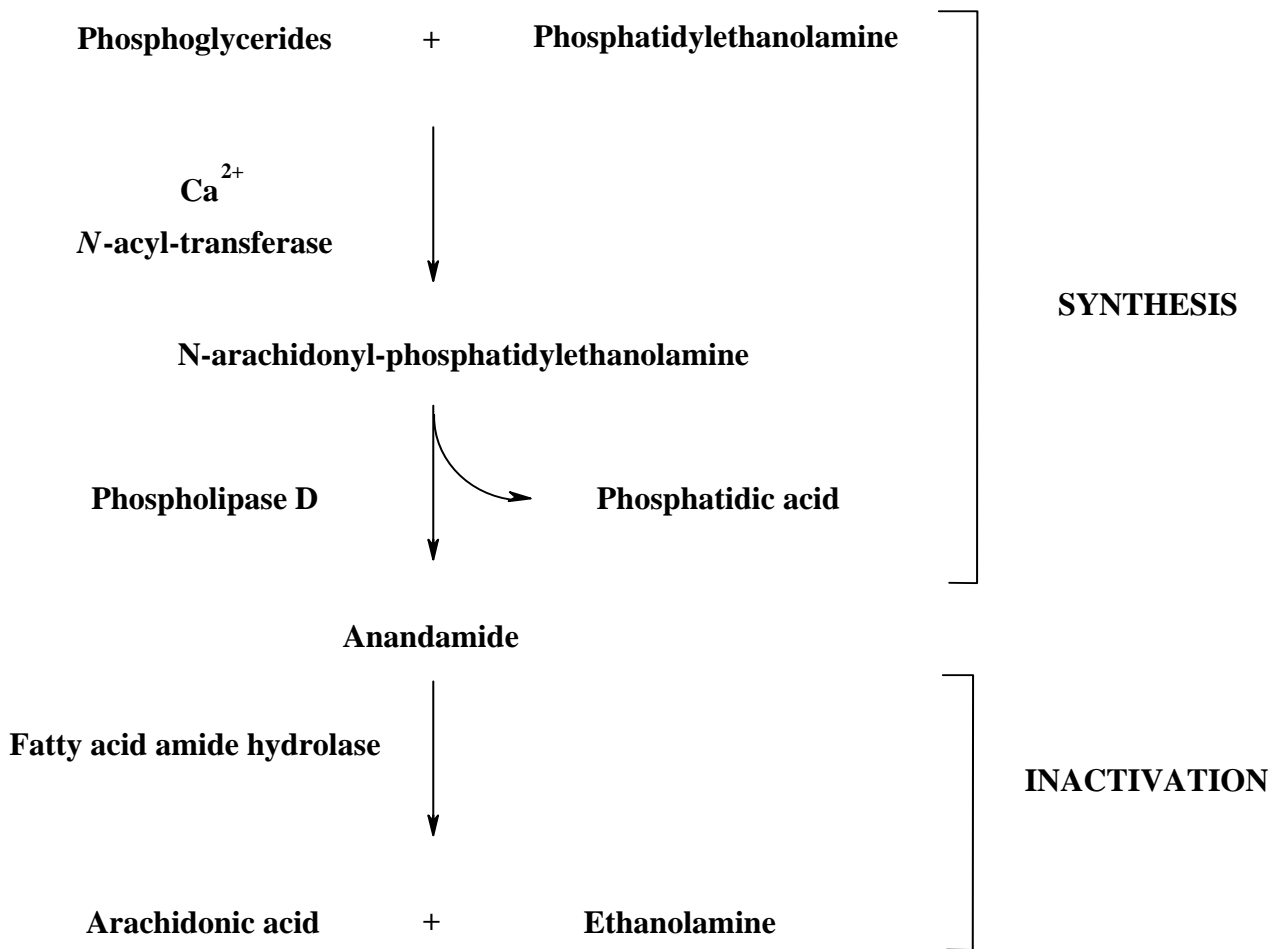 Phosphoglycerides + Phosphatidylethanolamine
Ca2+
N-acyl-transferase
SYNTHESIS
N-arachidonyl-phosphatidylethanolamine
Phospholipase D Phosphatidic acid
Anandamide
Fatty acid amide hydrolase
INACTIVATION
Arachidonic acid + Ethanolamine